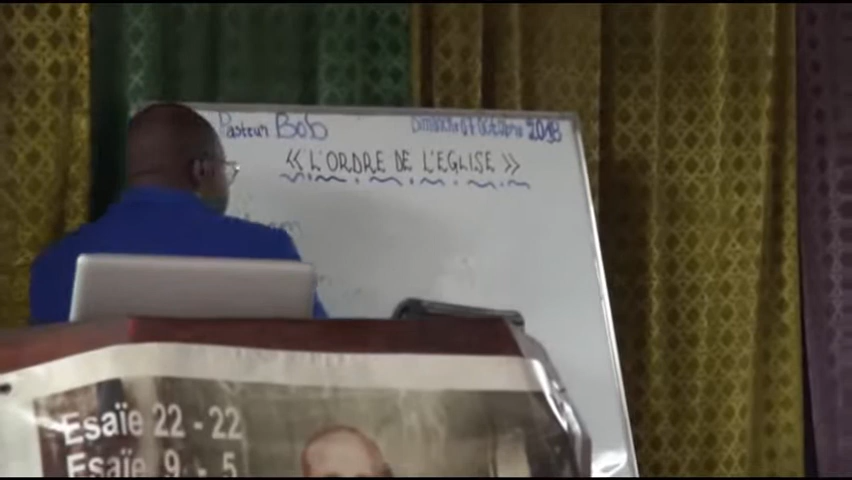 Pasteur Bob
Dimanche 07 Octobre 2018
« L'ORDRE DE L'EGLISE »
Esaïe 22 - 22
Esaïe 9 - 5